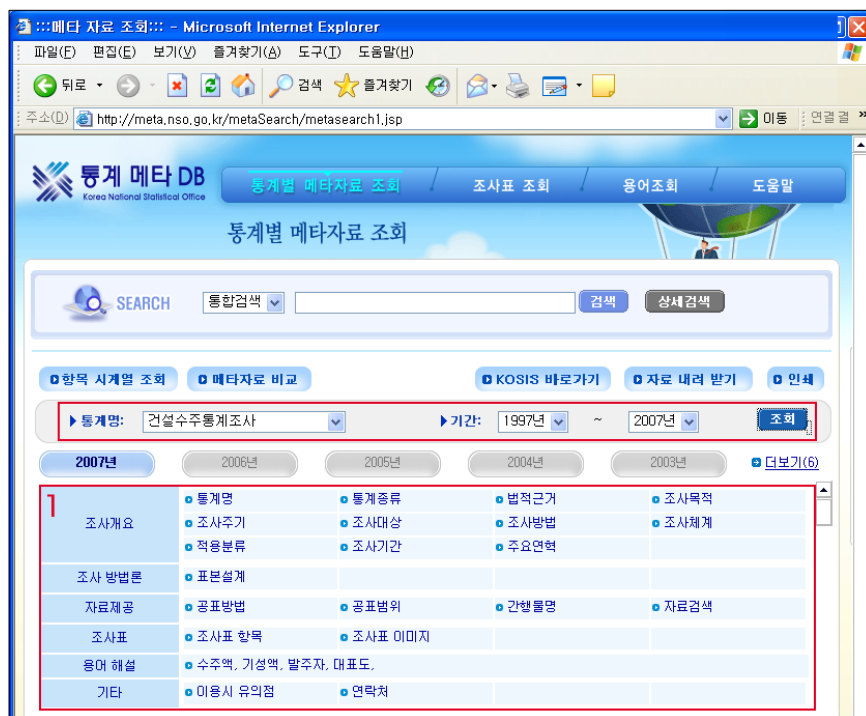 :::메타 자료 조회::: - Microsoft Internet Explorer
파일(F) 편집(E) 보기(V) 즐겨찾기(A) 도구(T) 도움말(H)
뒤로 검색 즐겨찾기
주소(D) http://meta.nso.go.kr/metaSearch/metasearch1.jsp 이동 연결 »
통계 메타 DB 통계별 메타자료 조회 조사표 조회 용어조회 도움말
Korea National Statistical Office
통계별 메타자료 조회
SEARCH 통합검색 검색 상세검색
항목 시계열 조회 메타자료 비교 KOSIS 바로가기 자료 내려 받기 인쇄
통계명: 건설수주통계조사 기간: 1997년 ~ 2007년 조회
2007년 2006년 2005년 2004년 2003년 더보기(6)
1
조사개요 통계명 통계종류 법적근거 조사목적
조사주기 조사대상 조사방법 조사체계
적용분류 조사기간 주요연혁
조사 방법론 표본설계
자료제공 공표방법 공표범위 간행물명 자료검색
조사표 조사표 항목 조사표 이미지
용어 해설 수주액, 기성액, 발주자, 대표도,
기타 이용시 유의점 연락처